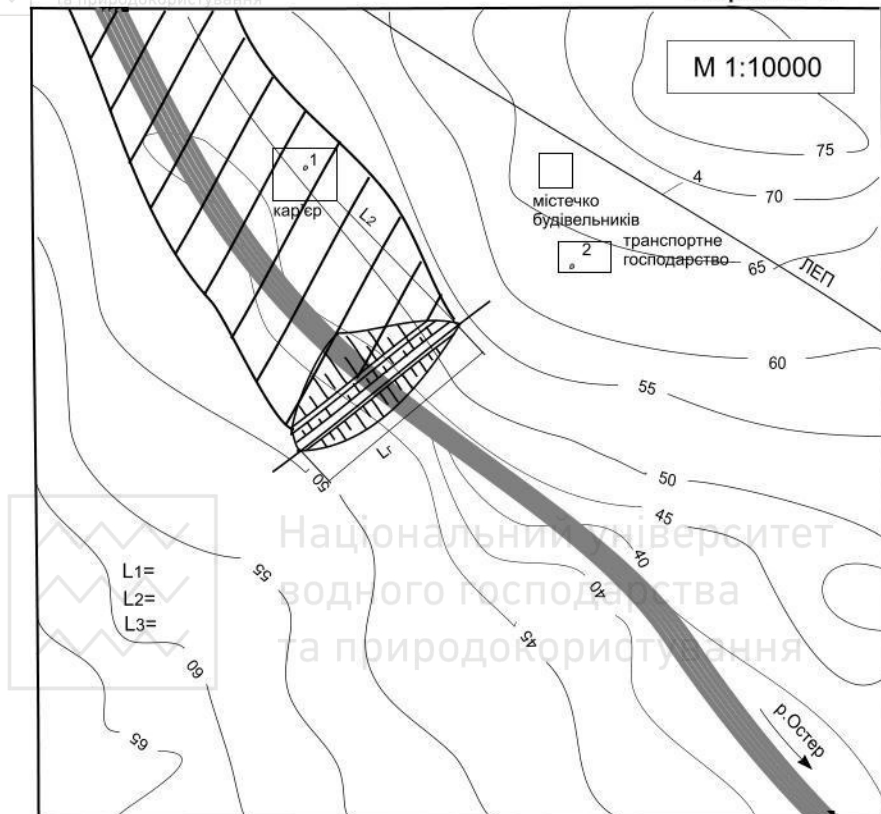 та природокористування
М 1:10000
75
1
містечко
будівельників
4
70
кар'єр
L2
2
транспортне
господарство
65
ЛЕП
60
55
50
45
40
L1
50
Національний університет
водного господарства
та природокористування
L1=
L2=
L3=
55
40
45
60
65
р.Остер